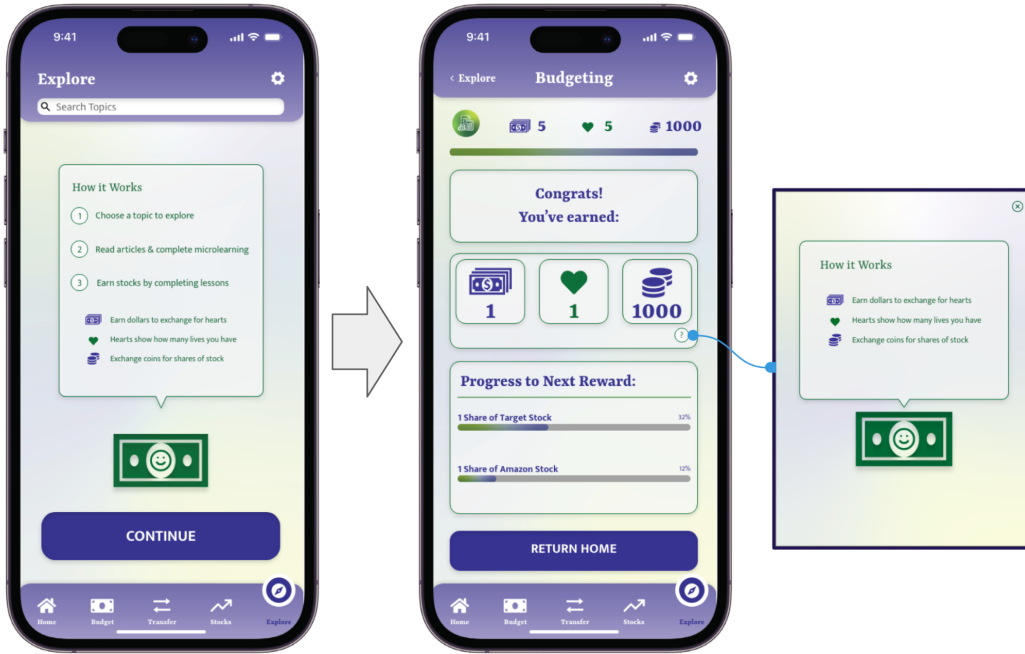 9:41
Explore
Search Topics
How it Works
1 Choose a topic to explore
2 Read articles & complete microlearning
3 Earn stocks by completing lessons
Earn dollars to exchange for hearts
Hearts show how many lives you have
Exchange coins for shares of stock
CONTINUE
Home Budget Transfer Stocks Explore
9:41
< Explore Budgeting
5 5 1000
Congrats!
You've earned:
1 1 1000
?
Progress to Next Reward:
1 Share of Target Stock 32%
1 Share of Amazon Stock 12%
RETURN HOME
Home Budget Transfer Stocks Explore
How it Works
Earn dollars to exchange for hearts
Hearts show how many lives you have
Exchange coins for shares of stock